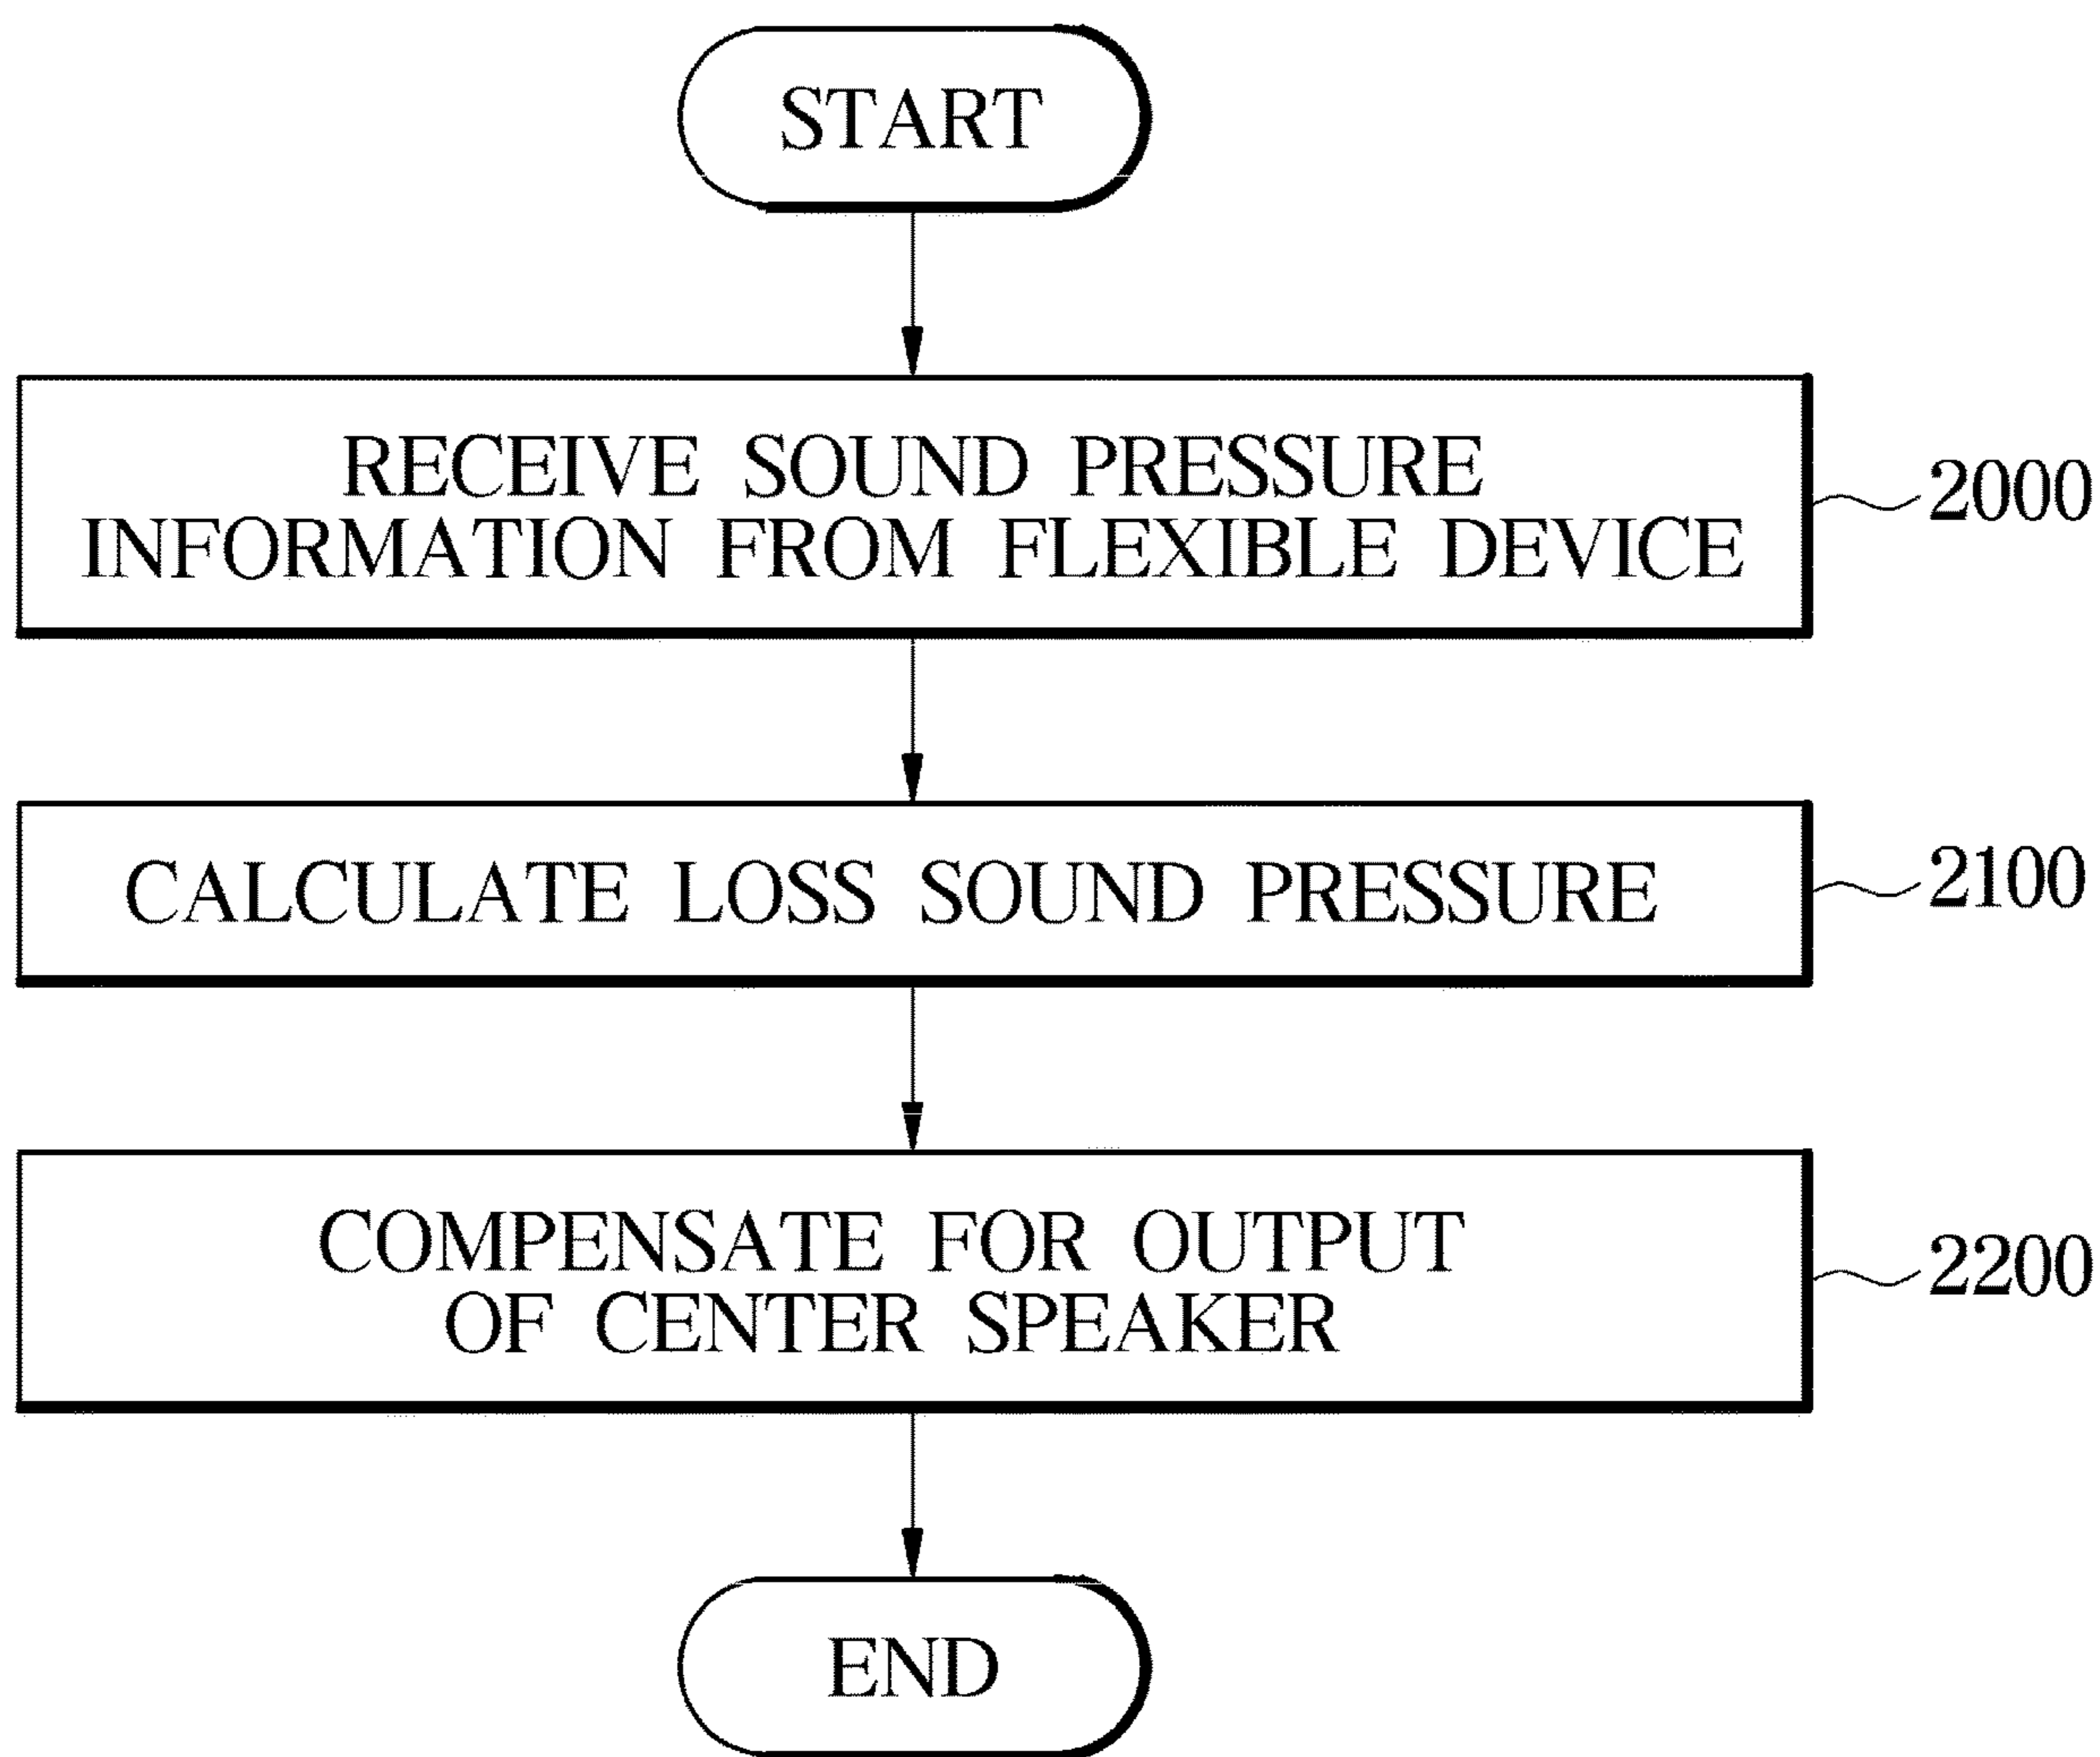 START
RECEIVE SOUND PRESSURE
INFORMATION FROM FLEXIBLE DEVICE
2000
CALCULATE LOSS SOUND PRESSURE
2100
COMPENSATE FOR OUTPUT
OF CENTER SPEAKER
2200
END